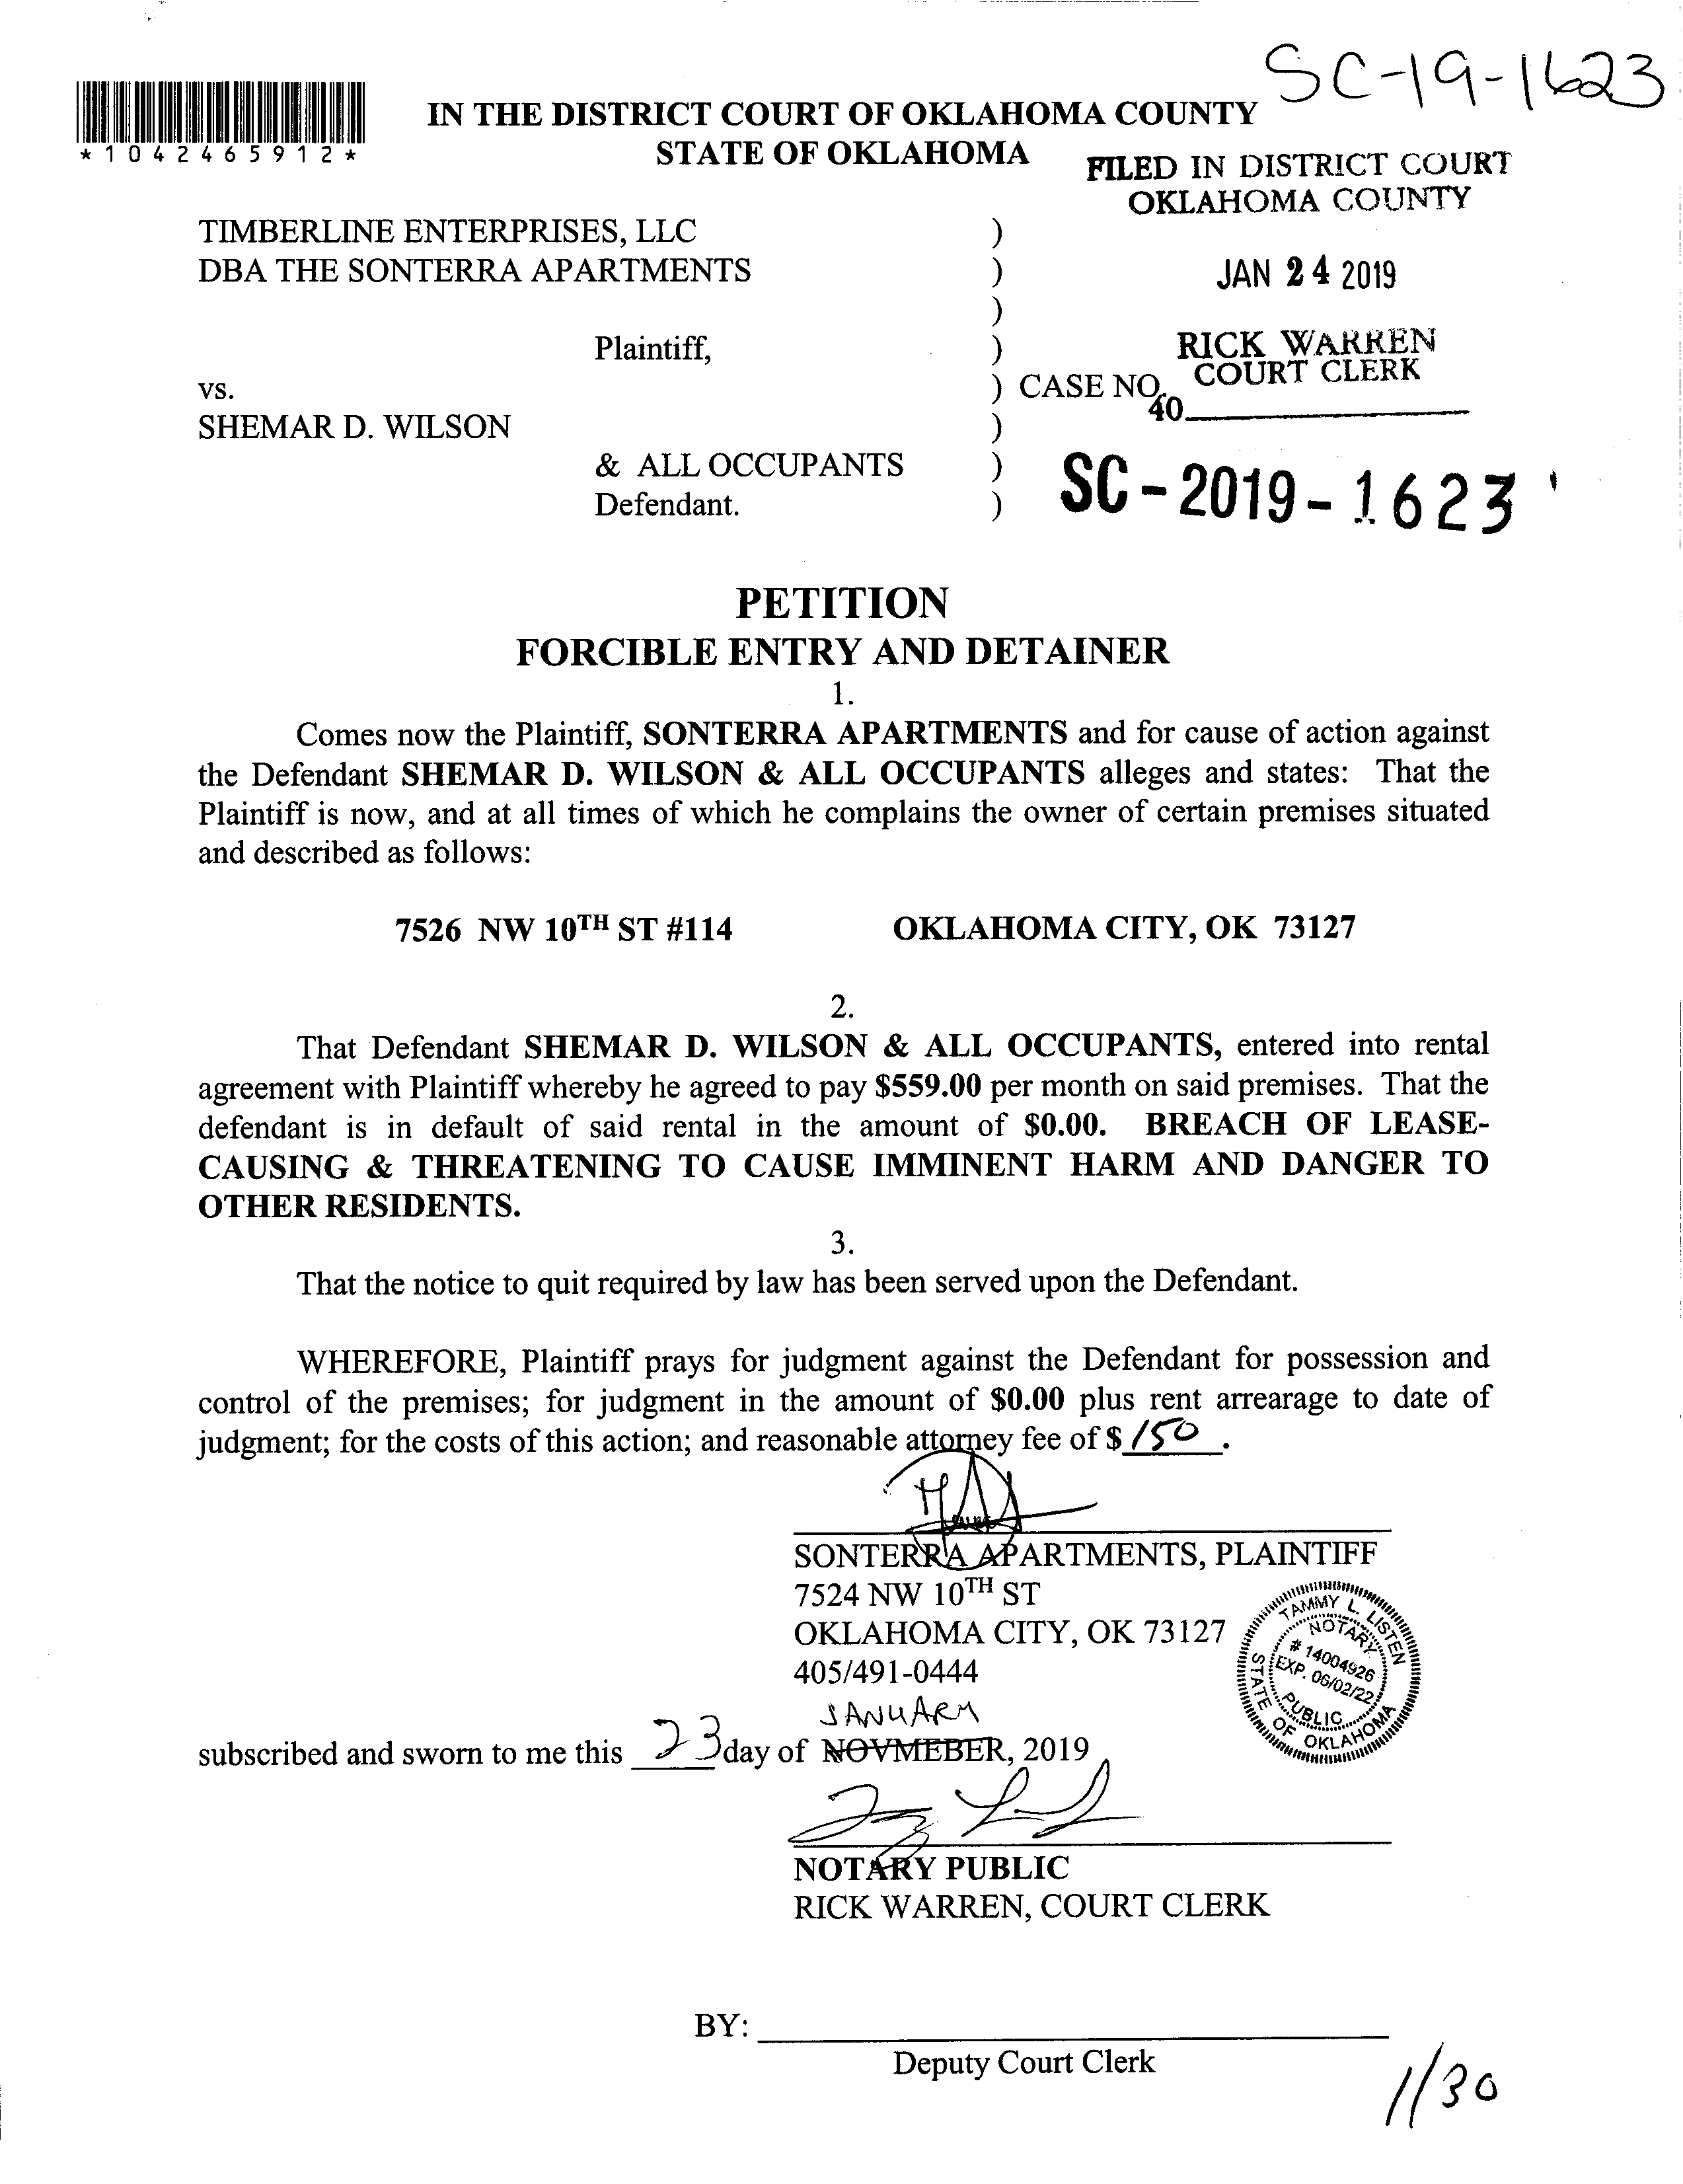 SC-19-1623
*1042465912*
IN THE DISTRICT COURT OF OKLAHOMA COUNTY
STATE OF OKLAHOMA
FILED IN DISTRICT COURT
OKLAHOMA COUNTY
TIMBERLINE ENTERPRISES, LLC )
DBA THE SONTERRA APARTMENTS )
JAN 24 2019
)
Plaintiff, )
RICK WARREN
COURT CLERK
vs. ) CASE NO.
40
SHEMAR D. WILSON )
& ALL OCCUPANTS )
Defendant. )
SC-2019-1623
PETITION
FORCIBLE ENTRY AND DETAINER
1.
Comes now the Plaintiff, SONTERRA APARTMENTS and for cause of action against
the Defendant SHEMAR D. WILSON & ALL OCCUPANTS alleges and states: That the
Plaintiff is now, and at all times of which he complains the owner of certain premises situated
and described as follows:
7526 NW 10TH ST #114 OKLAHOMA CITY, OK 73127
2.
That Defendant SHEMAR D. WILSON & ALL OCCUPANTS, entered into rental
agreement with Plaintiff whereby he agreed to pay $559.00 per month on said premises. That the
defendant is in default of said rental in the amount of $0.00. BREACH OF LEASE-
CAUSING & THREATENING TO CAUSE IMMINENT HARM AND DANGER TO
OTHER RESIDENTS.
3.
That the notice to quit required by law has been served upon the Defendant.
WHEREFORE, Plaintiff prays for judgment against the Defendant for possession and
control of the premises; for judgment in the amount of $0.00 plus rent arrearage to date of
judgment; for the costs of this action; and reasonable attorney fee of $ 150 .
SONTERRA APARTMENTS, PLAINTIFF
7524 NW 10TH ST
OKLAHOMA CITY, OK 73127
405/491-0444
TAMMY L. LISTEN
NOTARY
# 14004926
EXP. 06/02/22
PUBLIC
STATE OF OKLAHOMA
JANUARY
subscribed and sworn to me this 23 day of NOVMEBER, 2019
NOTARY PUBLIC
RICK WARREN, COURT CLERK
BY:
Deputy Court Clerk
1/30